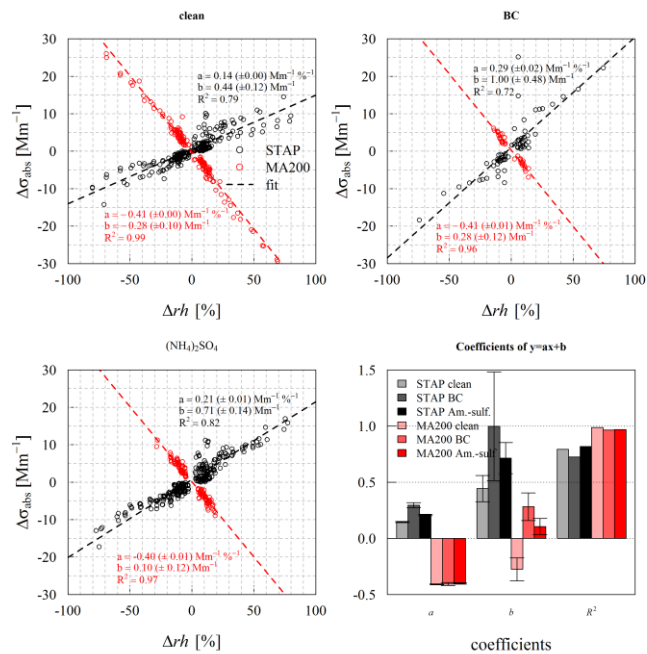 clean
30
20
10
0
-10
-20
-30
-100
-50
0
50
100
Δσabs [Mm−1]
Δrh [%]
a = 0.14 (±0.00) Mm−1 %−1
b = 0.44 (±0.12) Mm−1
R2 = 0.79
STAP
MA200
fit
a = −0.41 (±0.00) Mm−1 %−1
b = −0.28 (±0.10) Mm−1
R2 = 0.99
BC
30
20
10
0
-10
-20
-30
-100
-50
0
50
100
Δσabs [Mm−1]
Δrh [%]
a = 0.29 (±0.02) Mm−1 %−1
b = 1.00 (±0.48) Mm−1
R2 = 0.72
a = −0.41 (±0.01) Mm−1 %−1
b = 0.28 (±0.12) Mm−1
R2 = 0.96
(NH4)2SO4
30
20
10
0
-10
-20
-30
-100
-50
0
50
100
Δσabs [Mm−1]
Δrh [%]
a = 0.21 (± 0.01) Mm−1 %−1
b = 0.71 (± 0.14) Mm−1
R2 = 0.82
a = -0.40 (± 0.01) Mm−1 %−1
b = 0.10 (± 0.12) Mm−1
R2 = 0.97
Coefficients of y=ax+b
1.5
1.0
0.5
0.0
-0.5
STAP clean
STAP BC
STAP Am.-sulf.
MA200 clean
MA200 BC
MA200 Am.-sulf
a
b
R2
coefficients